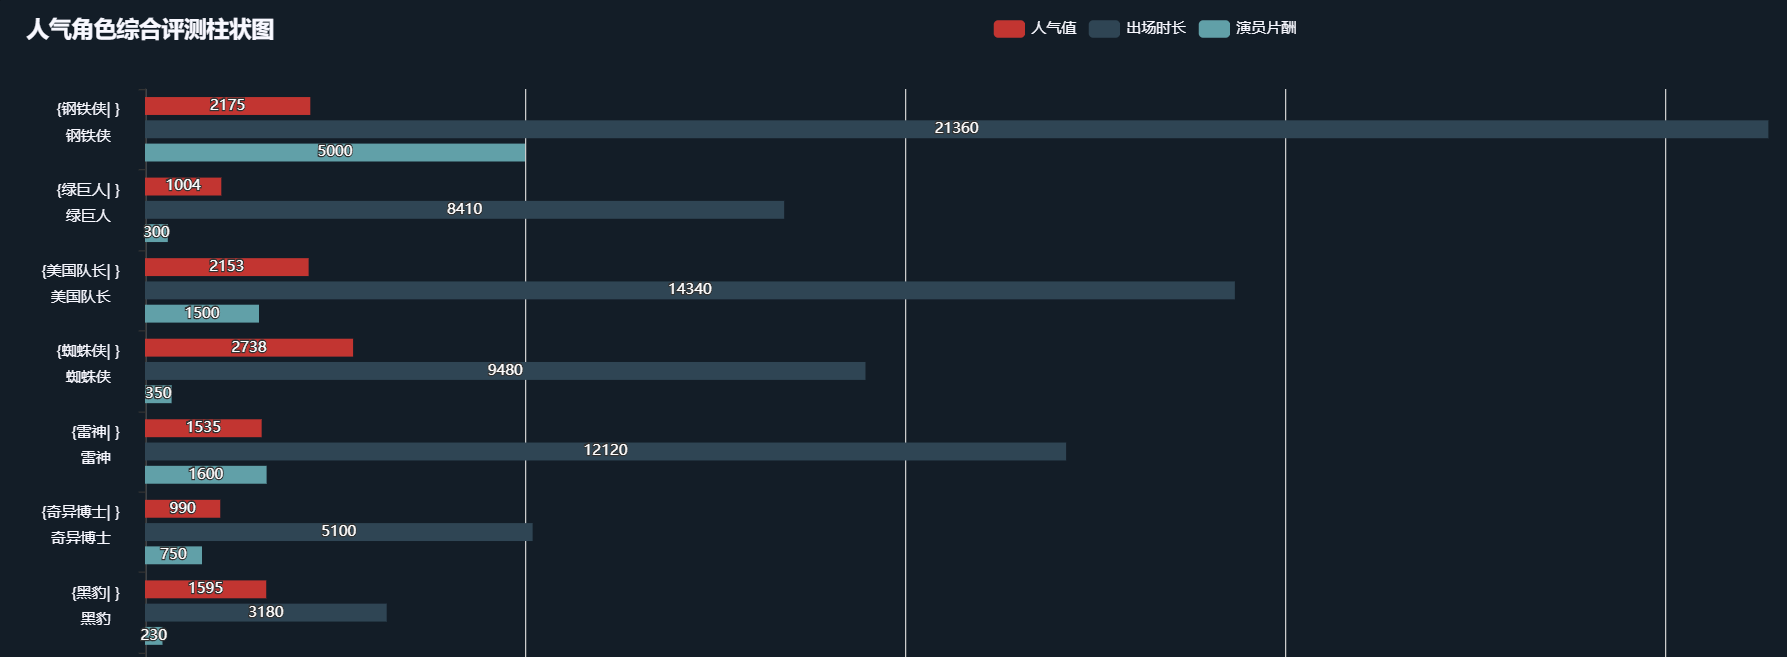 人气角色综合评测柱状图
人气值 出场时长 演员片酬
{钢铁侠| }
钢铁侠
2175
21360
5000
{绿巨人| }
绿巨人
1004
8410
300
{美国队长| }
美国队长
2153
14340
1500
{蜘蛛侠| }
蜘蛛侠
2738
9480
350
{雷神| }
雷神
1535
12120
1600
{奇异博士| }
奇异博士
990
5100
750
{黑豹| }
黑豹
1595
3180
230